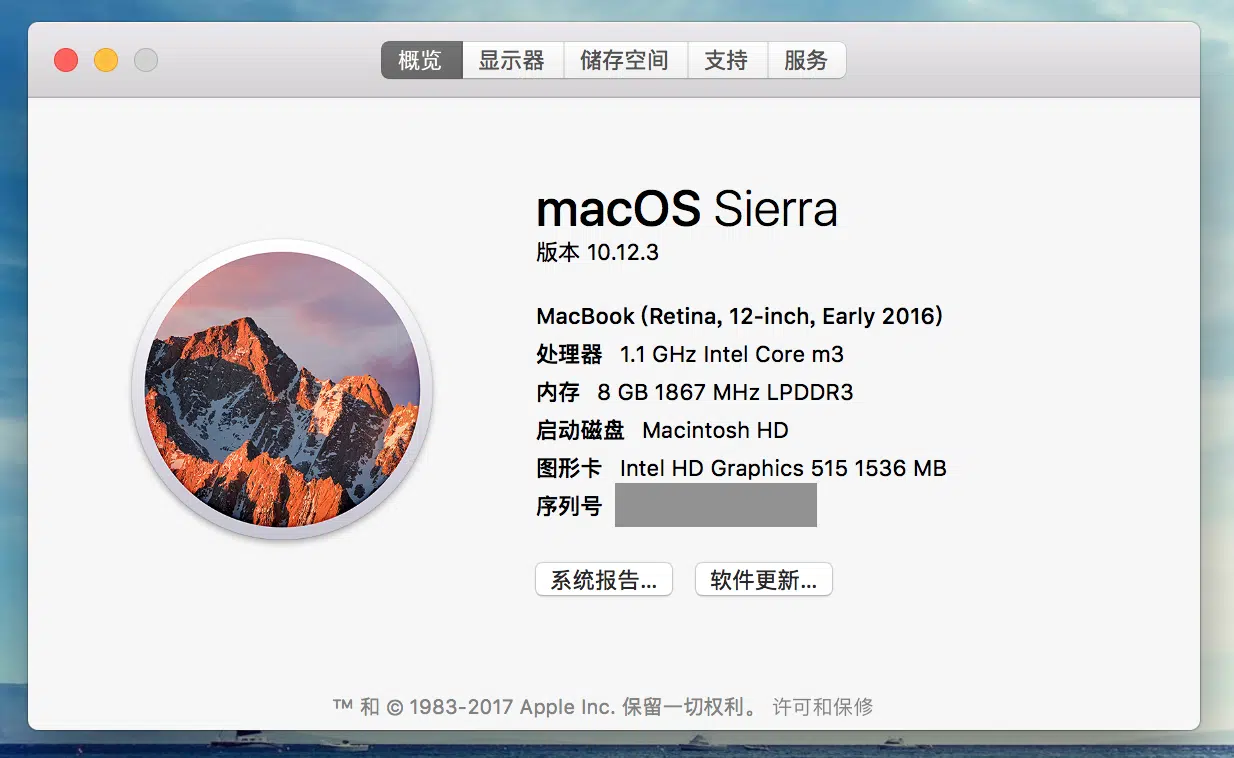 概览 显示器 储存空间 支持 服务
macOS Sierra
版本 10.12.3
MacBook (Retina, 12-inch, Early 2016)
处理器 1.1 GHz Intel Core m3
内存 8 GB 1867 MHz LPDDR3
启动磁盘 Macintosh HD
图形卡 Intel HD Graphics 515 1536 MB
序列号
系统报告... 软件更新...
™ 和 © 1983-2017 Apple Inc. 保留一切权利。 许可和保修